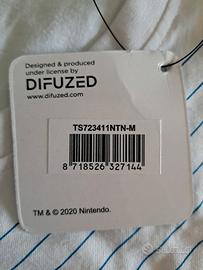 Designed & produced
under license by
DIFUZED
www.difuzed.com
TS723411NTN-M
8 718526 327144
TM & © 2020 Nintendo.